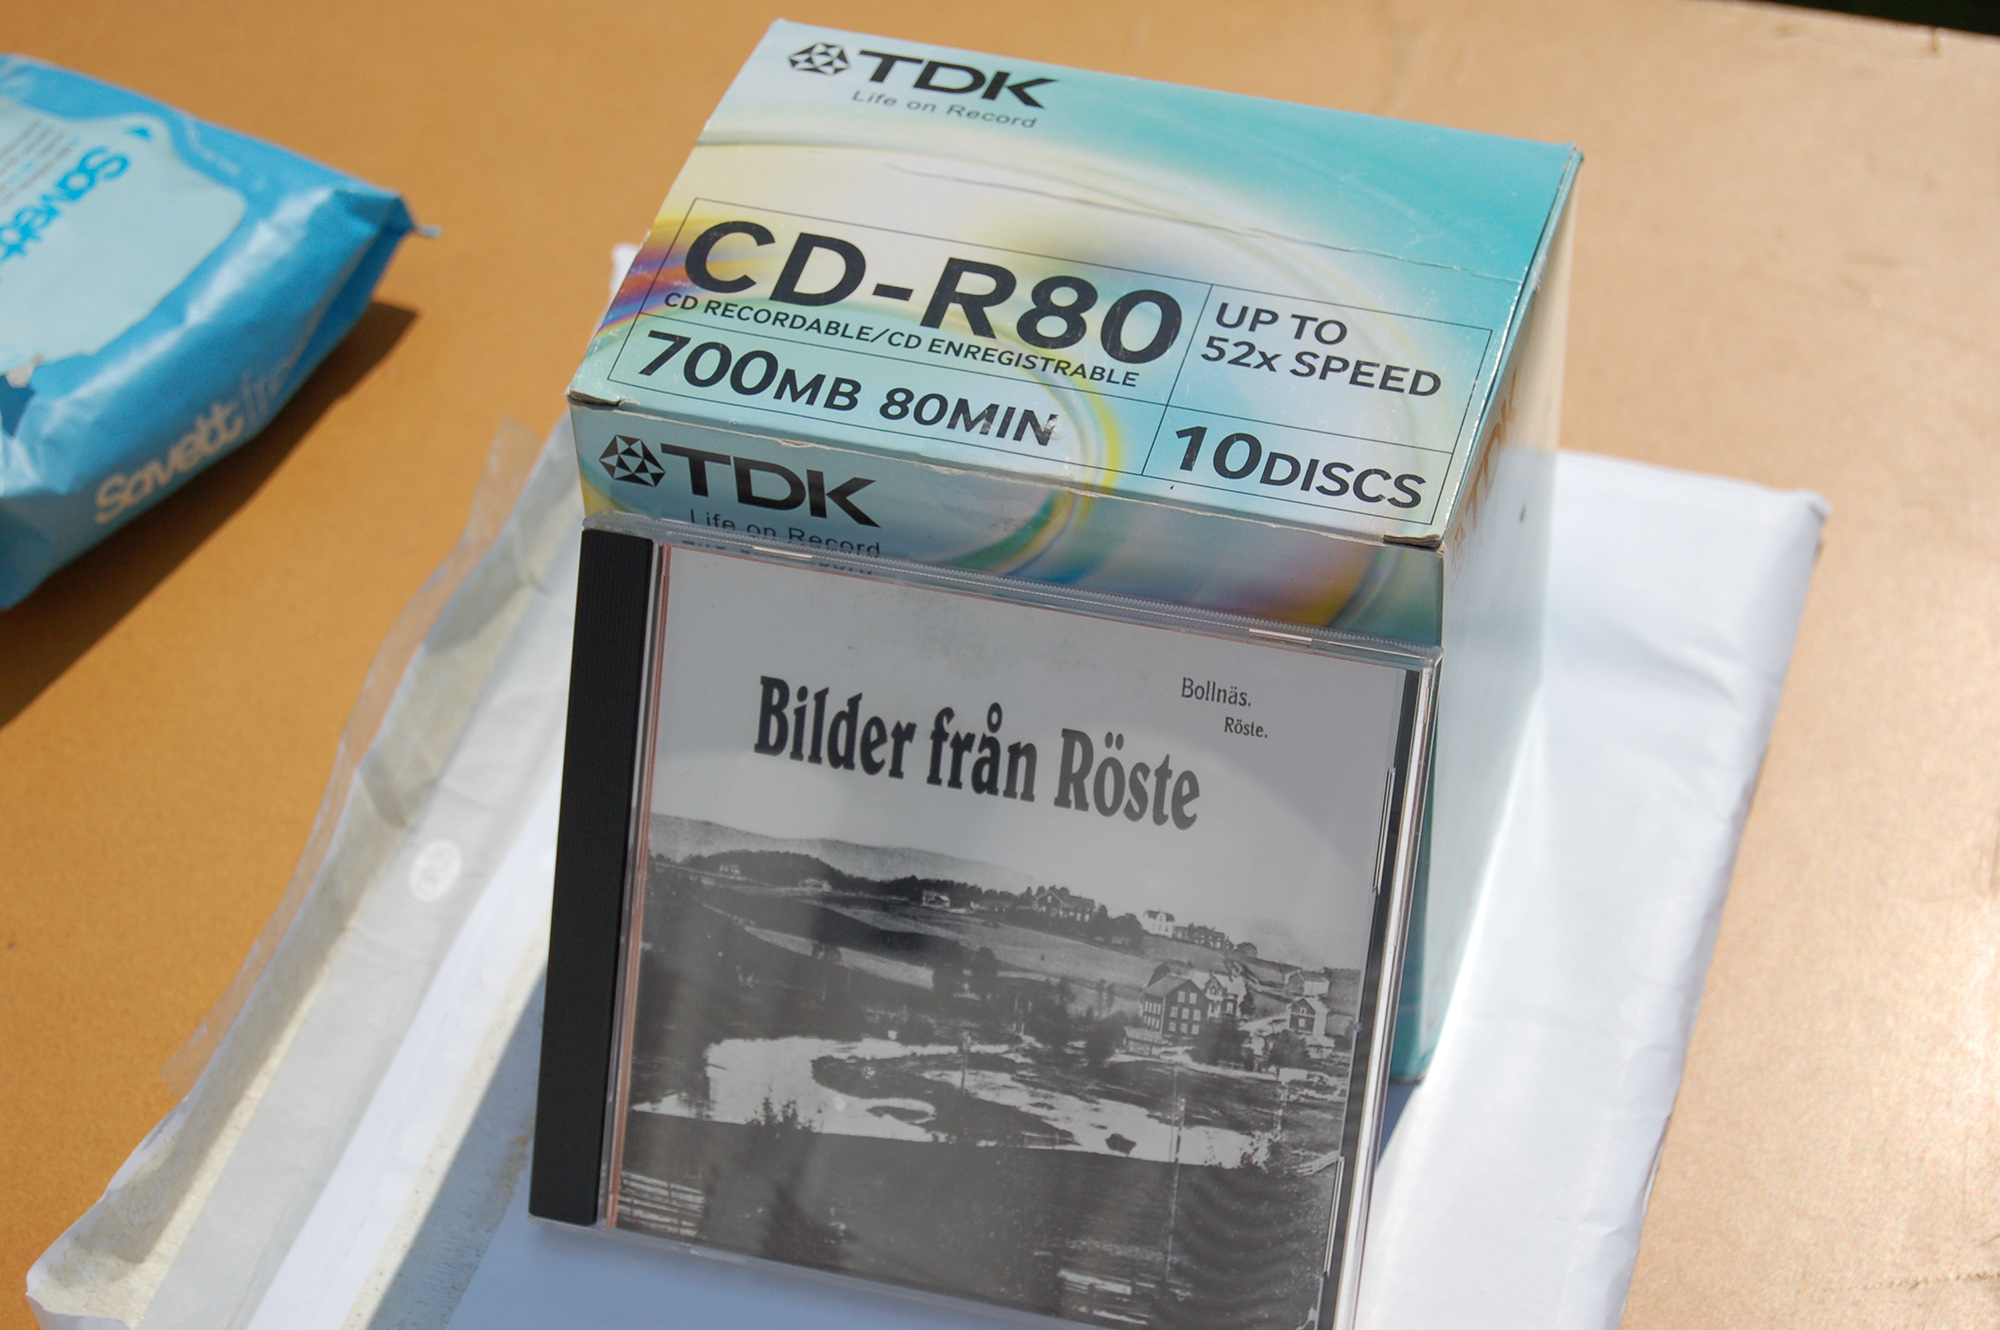 TDK
Life on Record
CD-R80
CD RECORDABLE/CD ENREGISTRABLE
700MB 80MIN
UP TO
52x SPEED
10DISCS
TDK
Life on Record
Bollnäs.
Röste.
Bilder från Röste
Savett
Savett